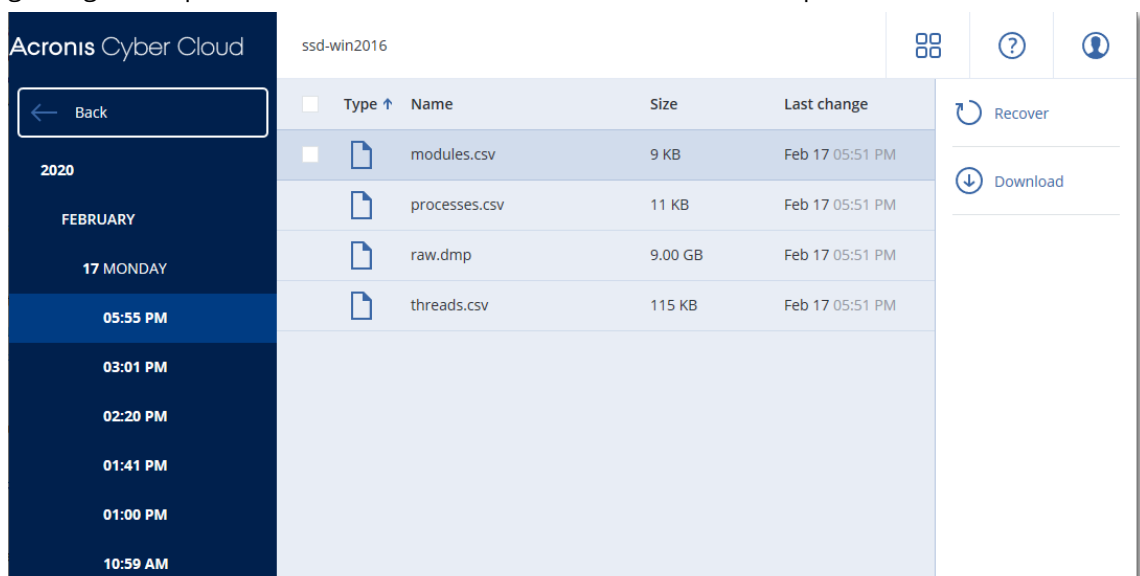 Acronis Cyber Cloud
ssd-win2016
Back
2020
FEBRUARY
17 MONDAY
05:55 PM
03:01 PM
02:20 PM
01:41 PM
01:00 PM
10:59 AM
Type Name Size Last change
modules.csv 9 KB Feb 17 05:51 PM
processes.csv 11 KB Feb 17 05:51 PM
raw.dmp 9.00 GB Feb 17 05:51 PM
threads.csv 115 KB Feb 17 05:51 PM
Recover
Download